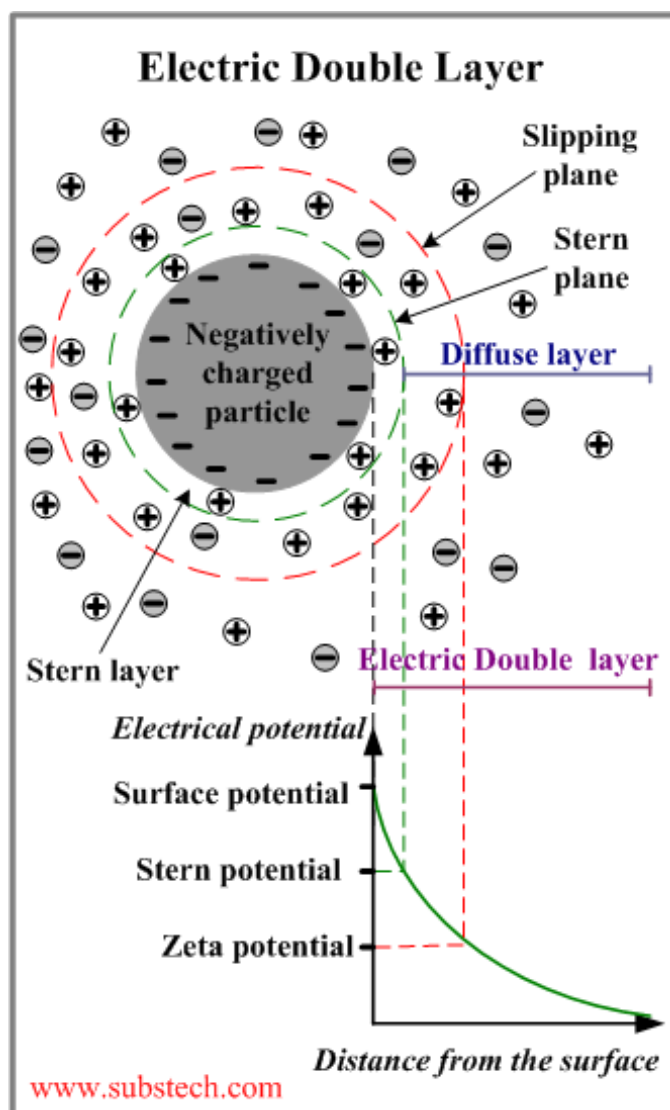 Electric Double Layer
Slipping
plane
Stern
plane
Negatively
charged
particle
Diffuse layer
Stern layer
Electric Double layer
Electrical potential
Surface potential
Stern potential
Zeta potential
Distance from the surface
www.substech.com